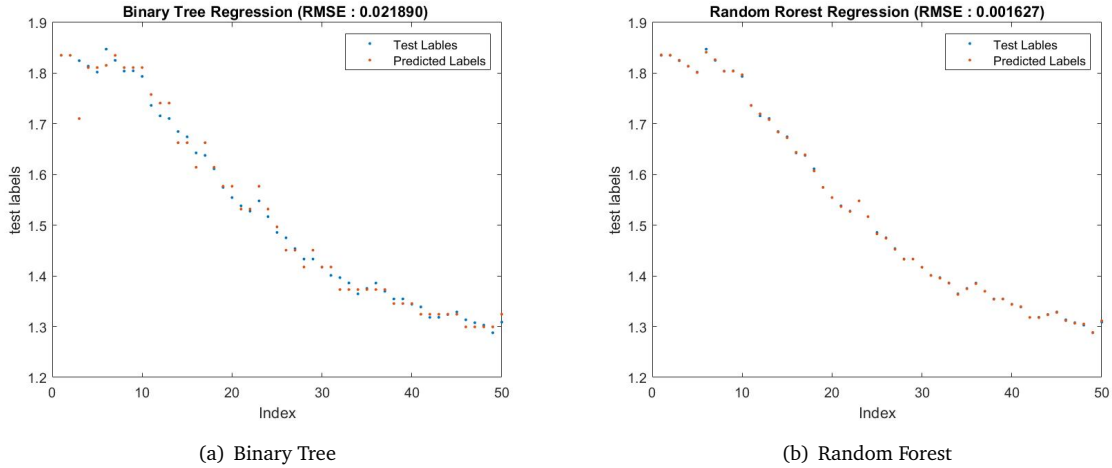 Binary Tree Regression (RMSE : 0.021890)
1.9
1.8
1.7
1.6
1.5
1.4
1.3
1.2
test labels
Test Lables
Predicted Labels
0 10 20 30 40 50
Index
(a) Binary Tree
Random Rorest Regression (RMSE : 0.001627)
1.9
1.8
1.7
1.6
1.5
1.4
1.3
1.2
test labels
Test Lables
Predicted Labels
0 10 20 30 40 50
Index
(b) Random Forest